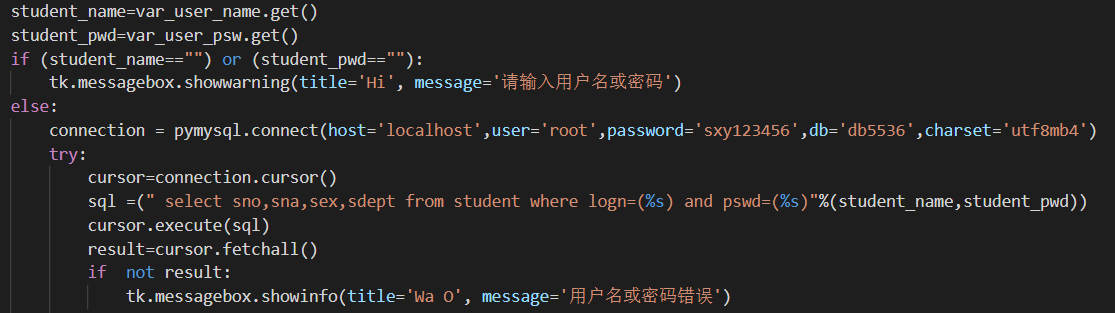 student_name=var_user_name.get()
student_pwd=var_user_psw.get()
if (student_name=="") or (student_pwd==""):
    tk.messagebox.showwarning(title='Hi', message='请输入用户名或密码')
else:
    connection = pymysql.connect(host='localhost',user='root',password='sxy123456',db='db5536',charset='utf8mb4')
    try:
        cursor=connection.cursor()
        sql =(" select sno,sna,sex,sdept from student where logn=(%s) and pswd=(%s)"%(student_name,student_pwd))
        cursor.execute(sql)
        result=cursor.fetchall()
        if  not result:
            tk.messagebox.showinfo(title='Wa O', message='用户名或密码错误')